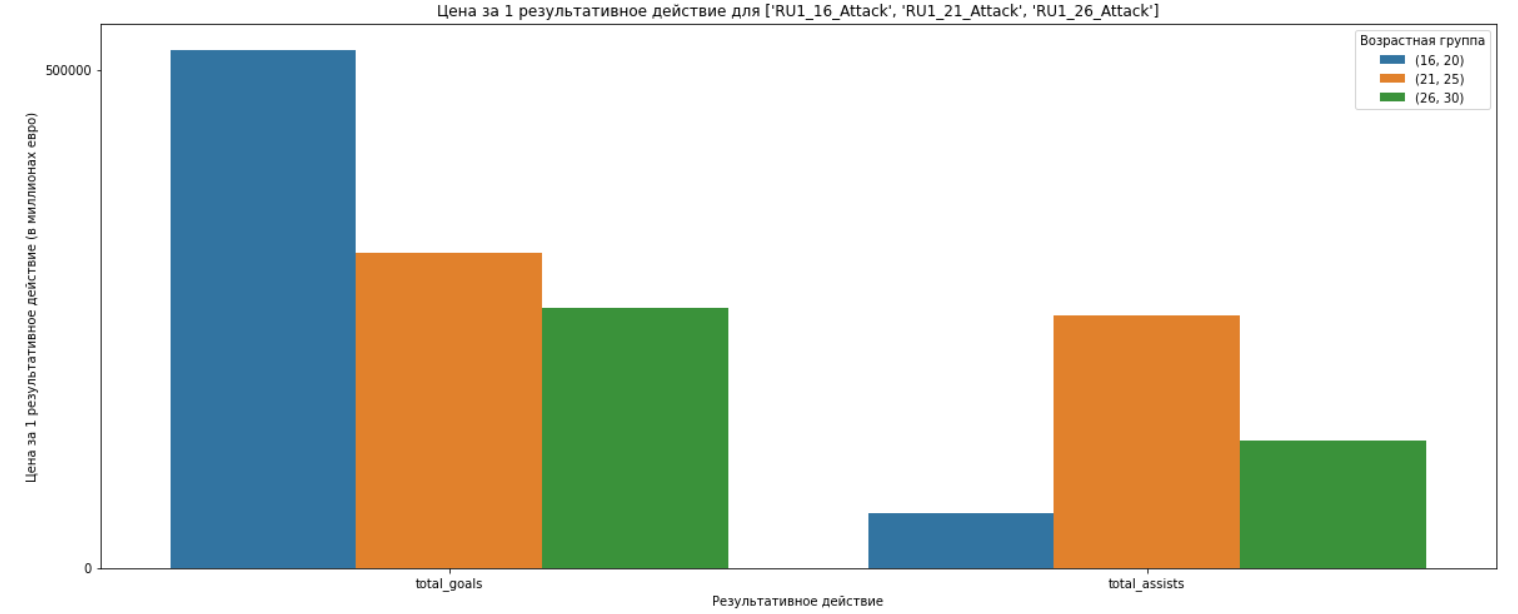 Цена за 1 результативное действие для ['RU1_16_Attack', 'RU1_21_Attack', 'RU1_26_Attack']
Цена за 1 результативное действие (в миллионах евро)
500000
0
Возрастная группа
(16, 20)
(21, 25)
(26, 30)
total_goals
total_assists
Результативное действие